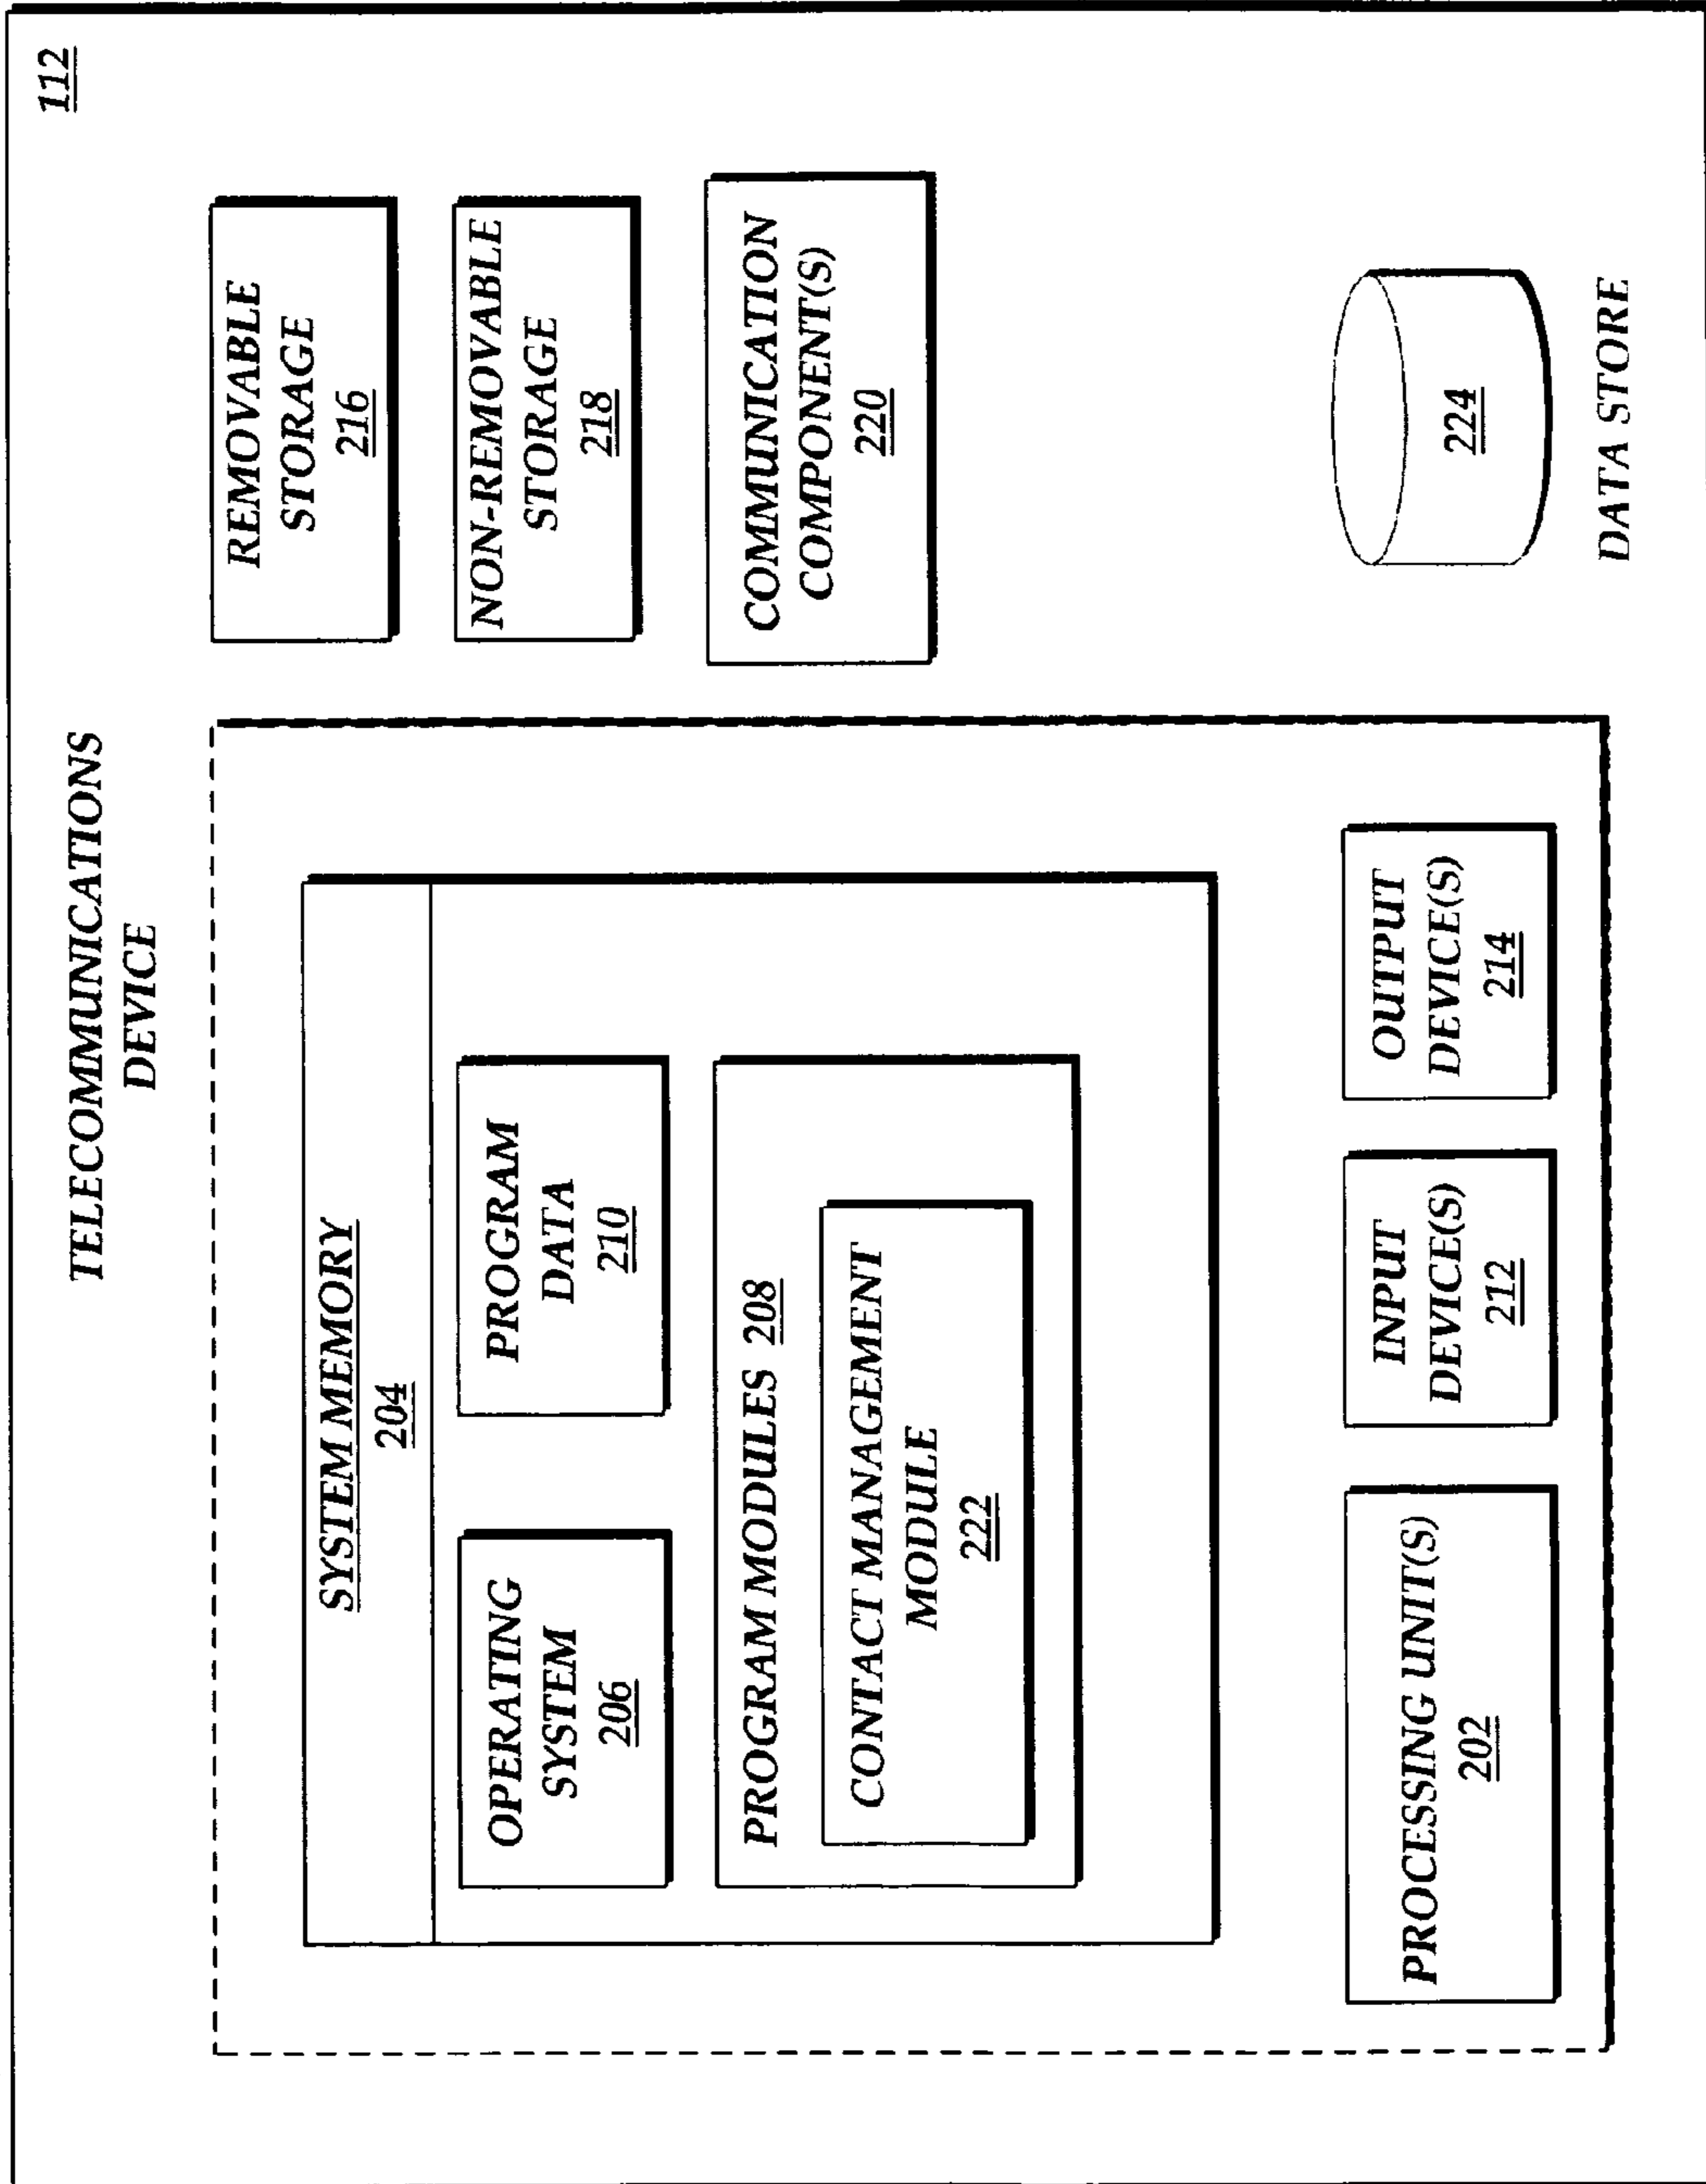 112
TELECOMMUNICATIONS
DEVICE
SYSTEM MEMORY
204
OPERATING
SYSTEM
206
PROGRAM
DATA
210
PROGRAM MODULES 208
CONTACT MANAGEMENT
MODULE
222
PROCESSING UNIT(S)
202
INPUT
DEVICE(S)
212
OUTPUT
DEVICE(S)
214
REMOVABLE
STORAGE
216
NON-REMOVABLE
STORAGE
218
COMMUNICATION
COMPONENT(S)
220
224
DATA STORE